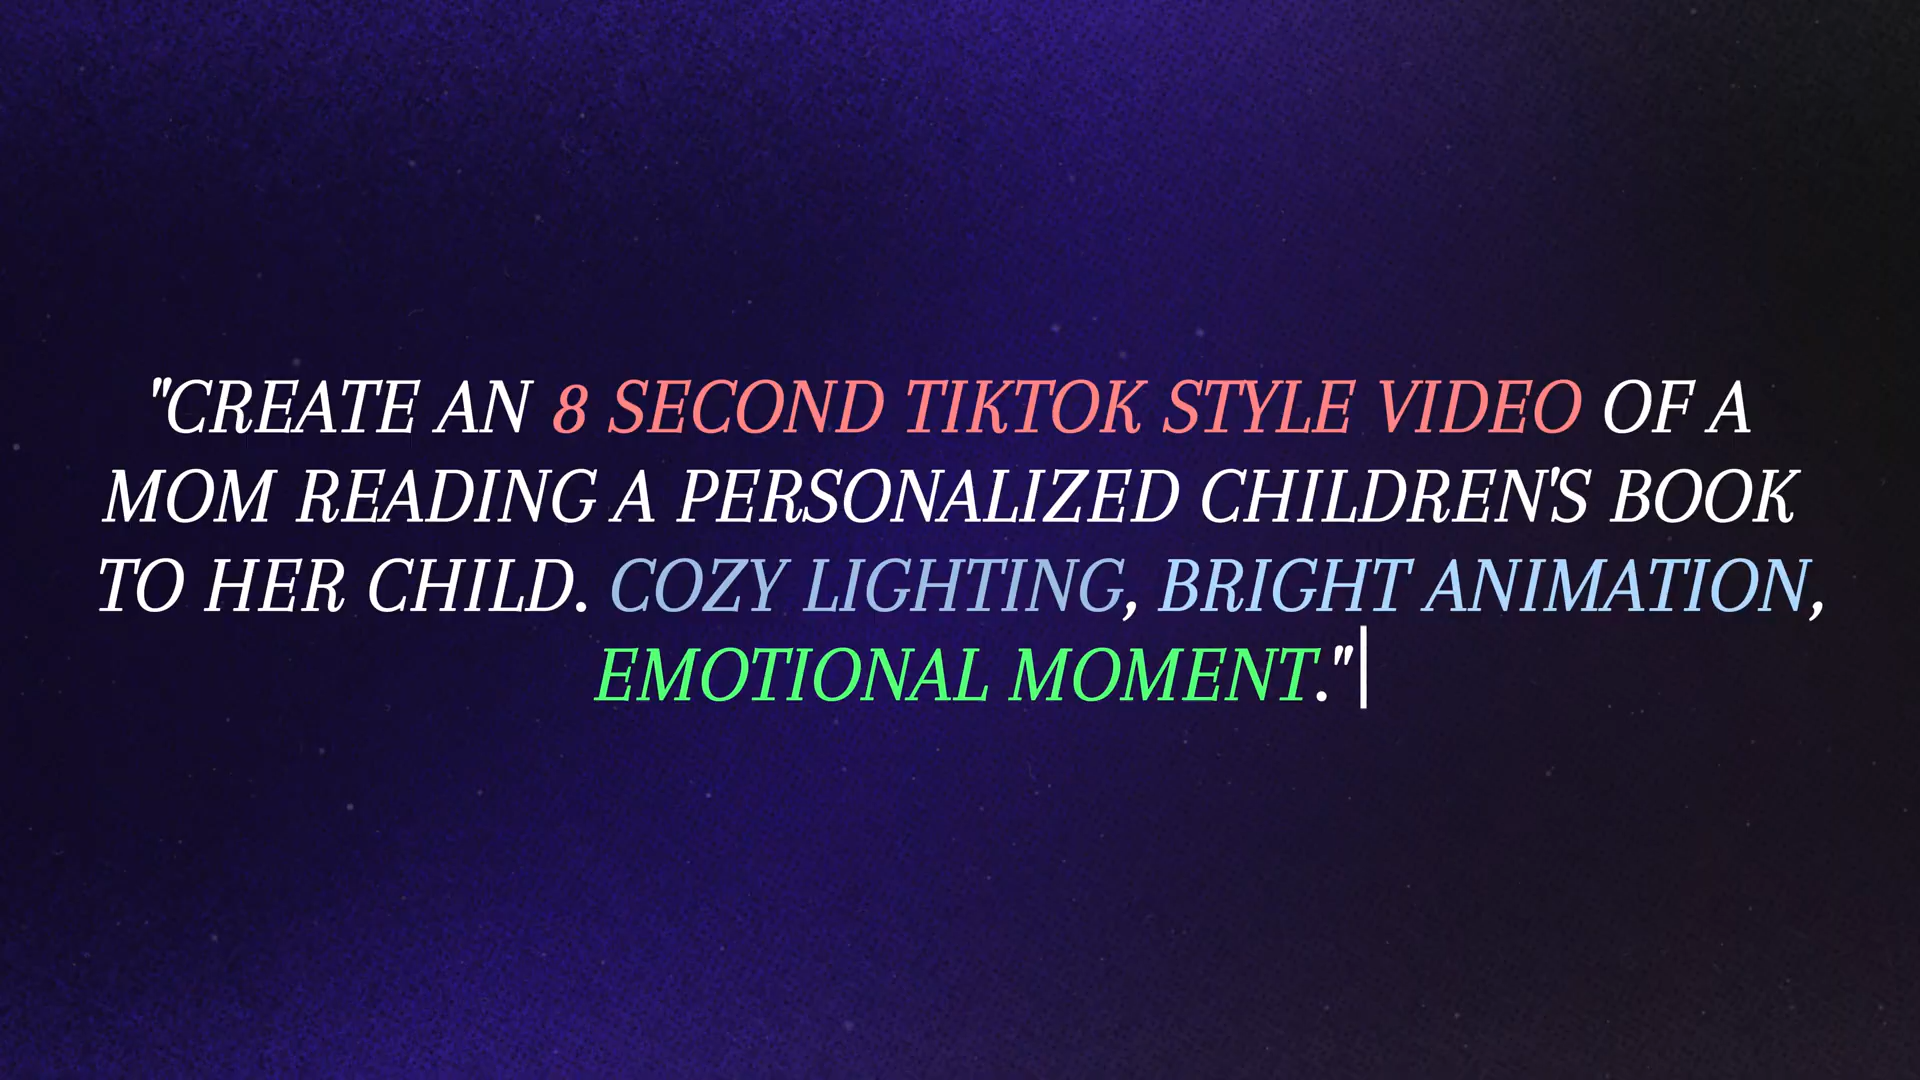 "CREATE AN 8 SECOND TIKTOK STYLE VIDEO OF A
MOM READING A PERSONALIZED CHILDREN'S BOOK
TO HER CHILD. COZY LIGHTING, BRIGHT ANIMATION,
EMOTIONAL MOMENT."